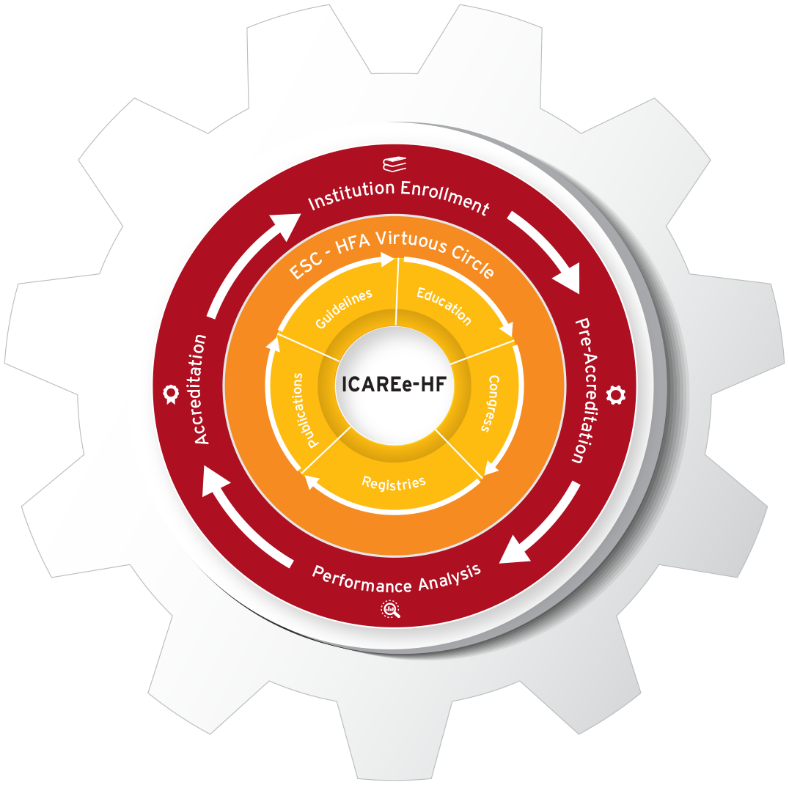 Institution Enrollment
Pre-Accreditation
Performance Analysis
Accreditation
ESC - HFA Virtuous Circle
Education
Congress
Registries
Publications
Guidelines
ICAREe-HF